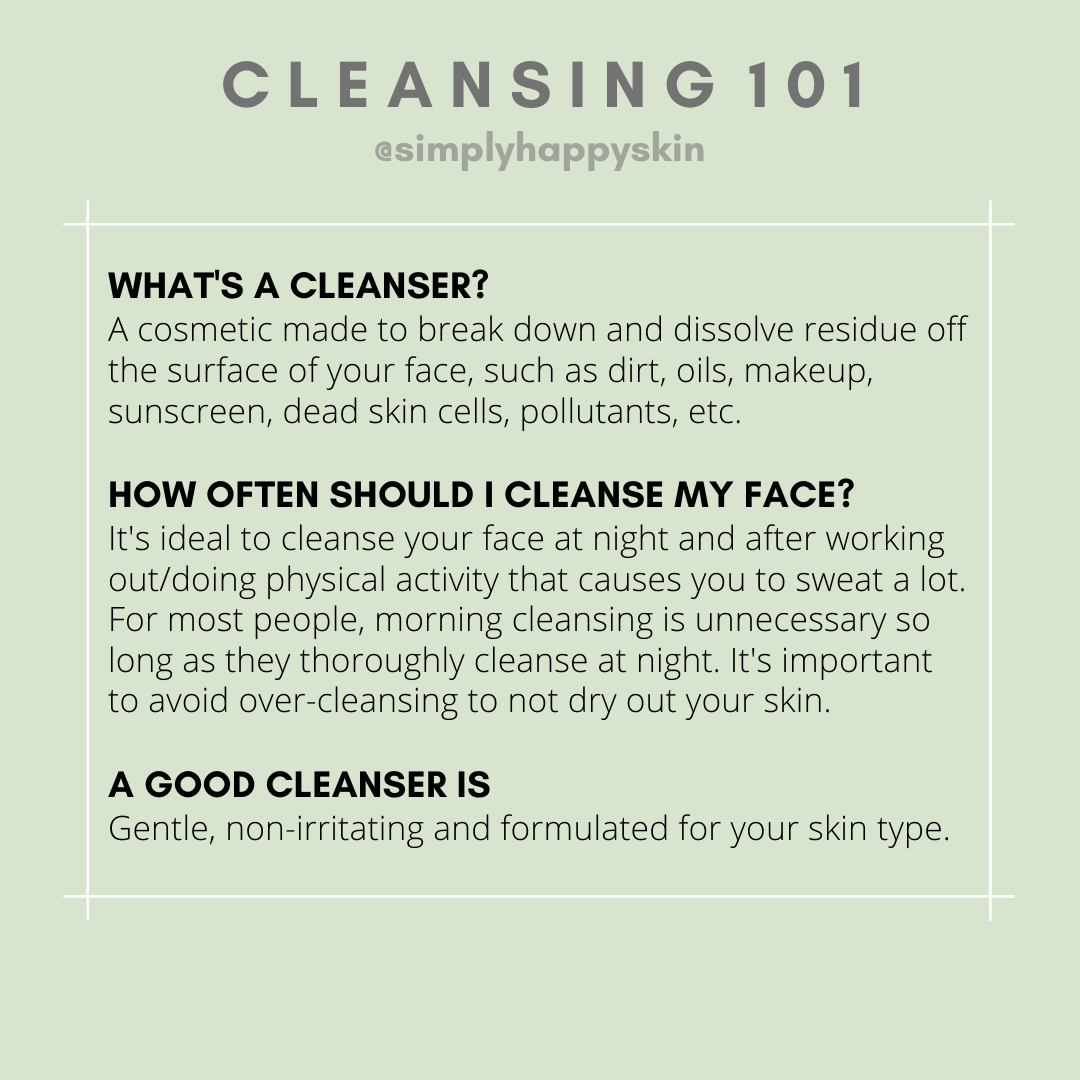 CLEANSING 101
@simplyhappyskin
WHAT'S A CLEANSER?
A cosmetic made to break down and dissolve residue off
the surface of your face, such as dirt, oils, makeup,
sunscreen, dead skin cells, pollutants, etc.
HOW OFTEN SHOULD I CLEANSE MY FACE?
It's ideal to cleanse your face at night and after working
out/doing physical activity that causes you to sweat a lot.
For most people, morning cleansing is unnecessary so
long as they thoroughly cleanse at night. It's important
to avoid over-cleansing to not dry out your skin.
A GOOD CLEANSER IS
Gentle, non-irritating and formulated for your skin type.